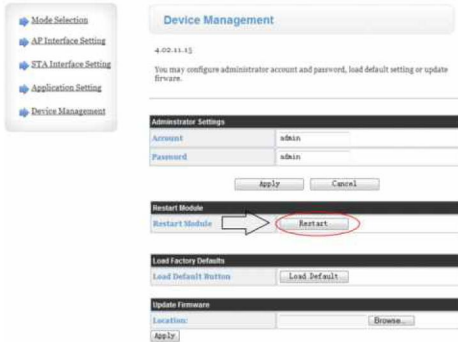 Mode Selection
AP Interface Setting
STA Interface Setting
Application Setting
Device Management
Device Management
4.02.11.15
You may configure administrator account and password, load default setting or update
firware.
Adminstrator Settings
Account admin
Password admin
Apply Cancel
Restart Module
Restart Module Restart
Load Factory Defaults
Load Default Button Load Default
Update Firmware
Location: Browse..
Apply